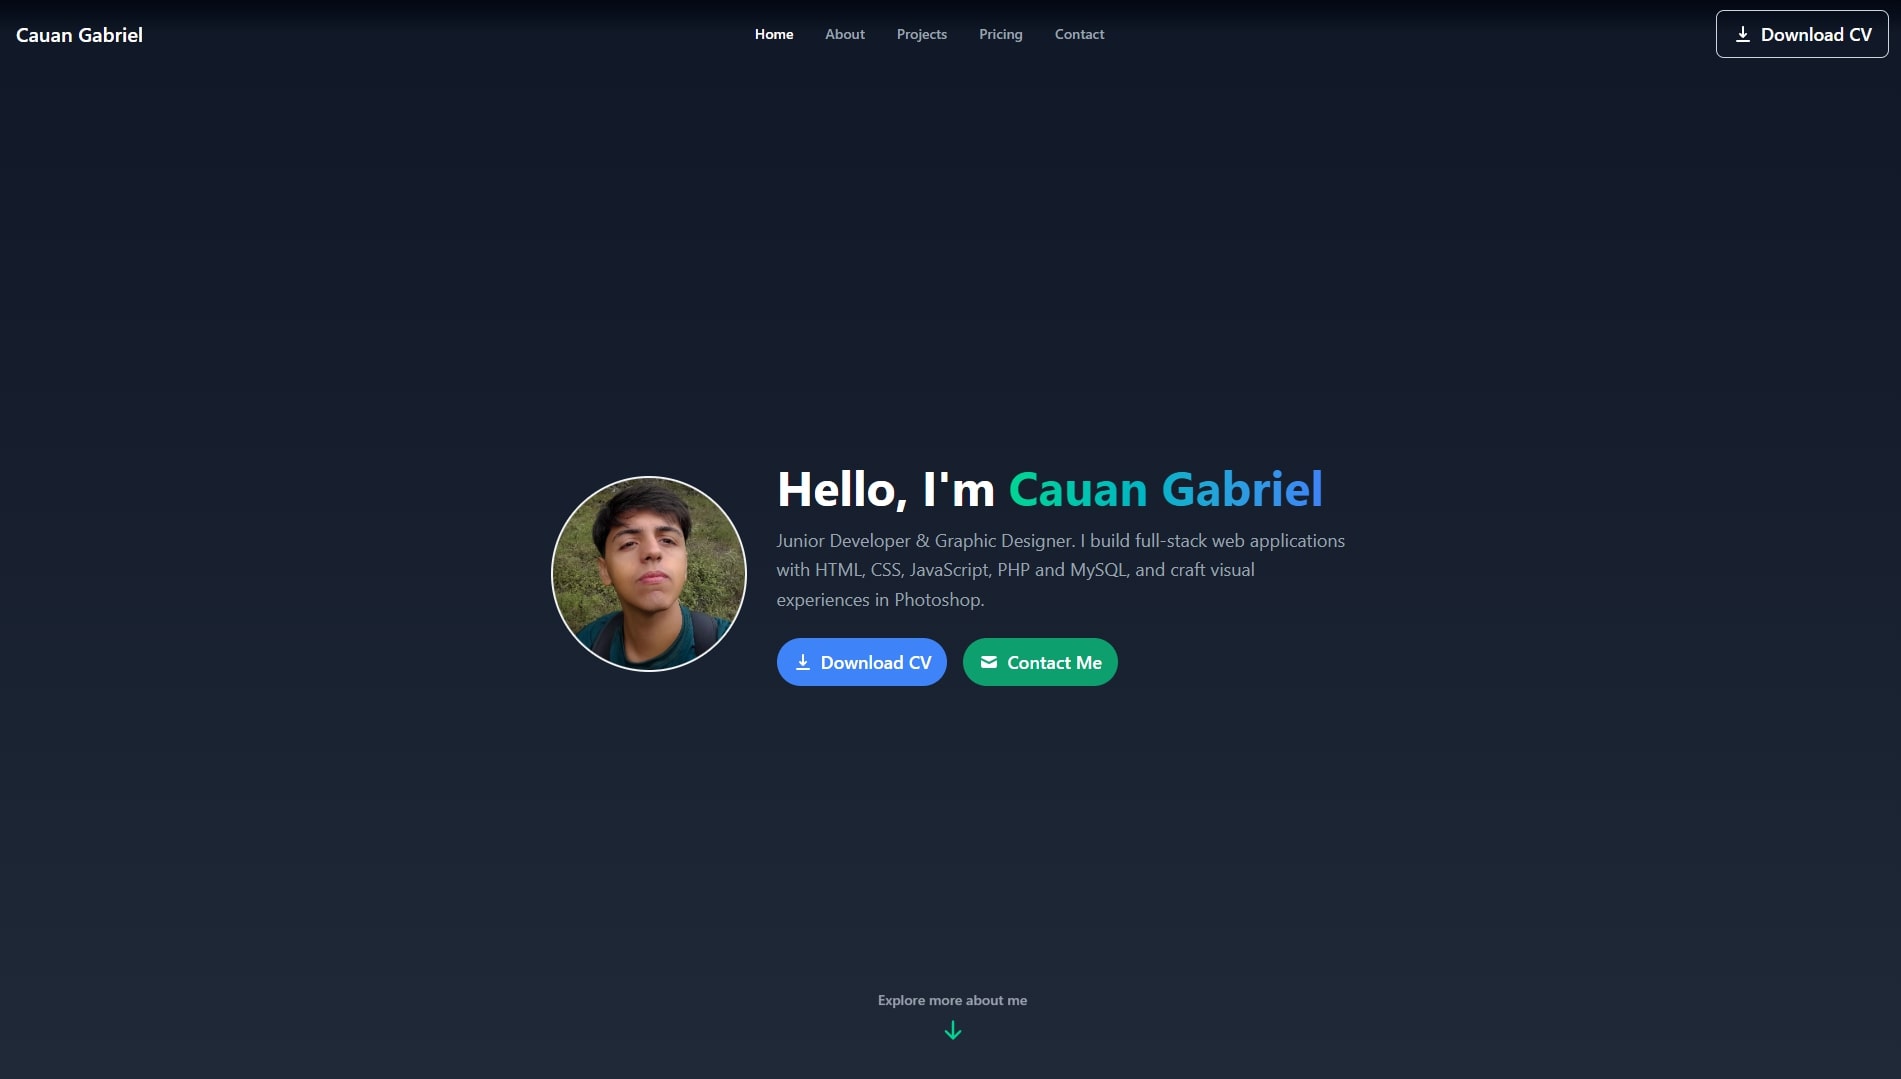 Cauan Gabriel
Home
About
Projects
Pricing
Contact
Download CV
Hello, I'm Cauan Gabriel
Junior Developer & Graphic Designer. I build full-stack web applications
with HTML, CSS, JavaScript, PHP and MySQL, and craft visual
experiences in Photoshop.
Download CV
Contact Me
Explore more about me